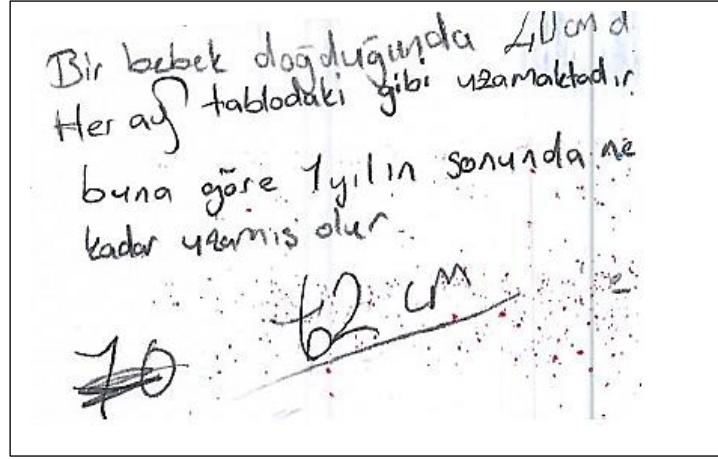 Bir bebek doğduğunda 40 cm d
Her ay tablodaki gibi uzamaktadır
buna göre 1 yılın sonunda ne
kadar uzamış olur.
62 cm
70